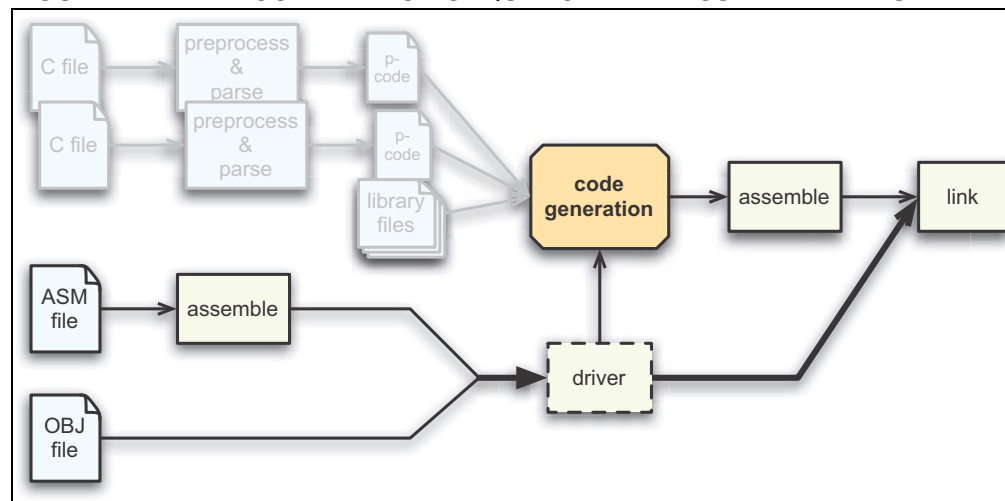 C file
preprocess
&
parse
p-
code
C file
preprocess
&
parse
p-
code
library
files
code
generation
assemble
link
ASM
file
assemble
driver
OBJ
file